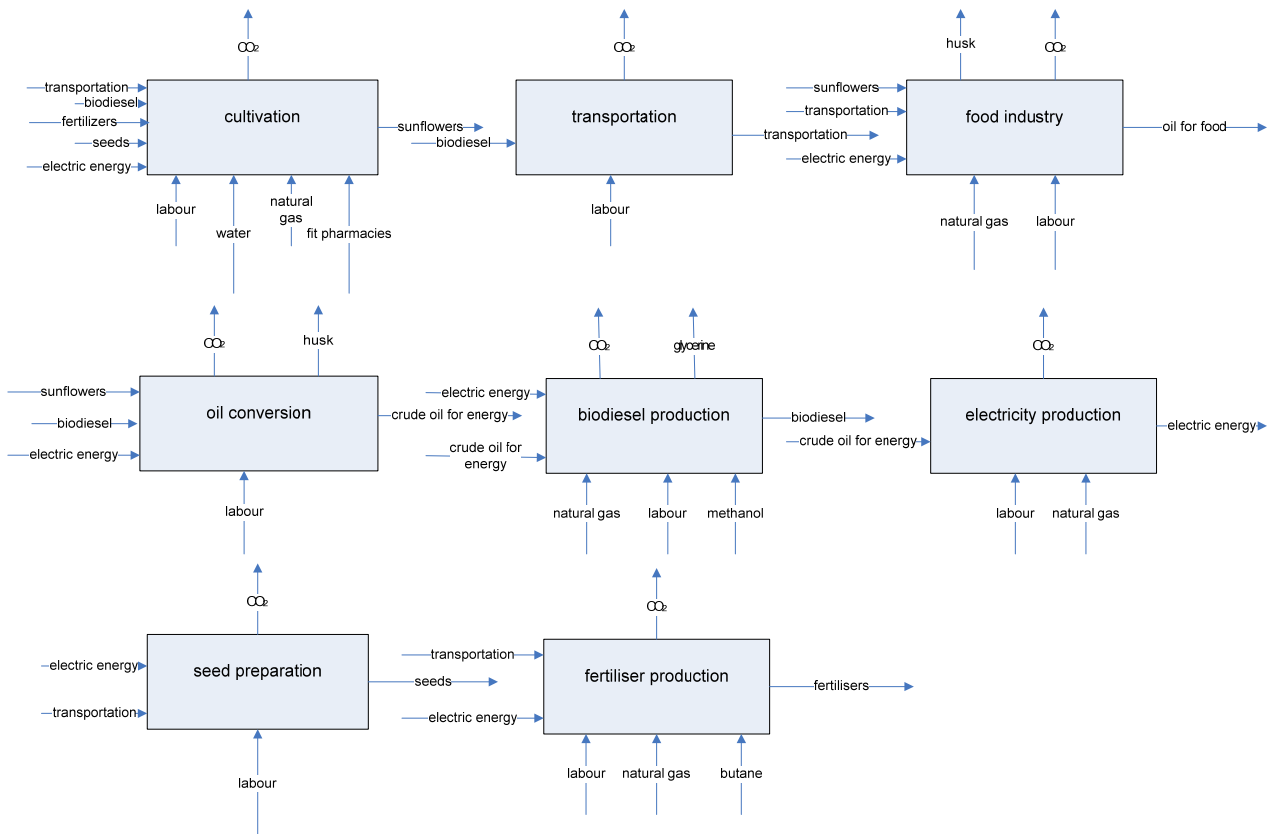 CO2
transportation
biodiesel
fertilizers
seeds
electric energy
cultivation
sunflowers
labour
water
natural
gas
fit pharmacies
CO2
biodiesel
transportation
transportation
labour
husk
CO2
sunflowers
transportation
electric energy
food industry
oil for food
natural gas
labour
CO2
husk
sunflowers
biodiesel
electric energy
oil conversion
crude oil for energy
labour
CO2
glycerine
electric energy
crude oil for
energy
biodiesel production
biodiesel
natural gas
labour
methanol
CO2
crude oil for energy
electricity production
electric energy
labour
natural gas
CO2
electric energy
transportation
seed preparation
seeds
labour
CO2
transportation
electric energy
fertiliser production
fertilisers
labour
natural gas
butane